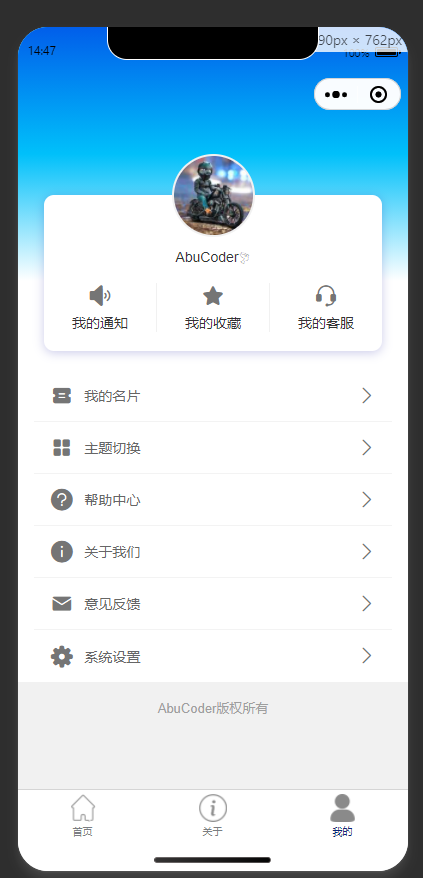 90px × 762px
14:47
100%
AbuCoder
我的通知
我的收藏
我的客服
我的名片
主题切换
帮助中心
关于我们
意见反馈
系统设置
AbuCoder版权所有
首页
关于
我的